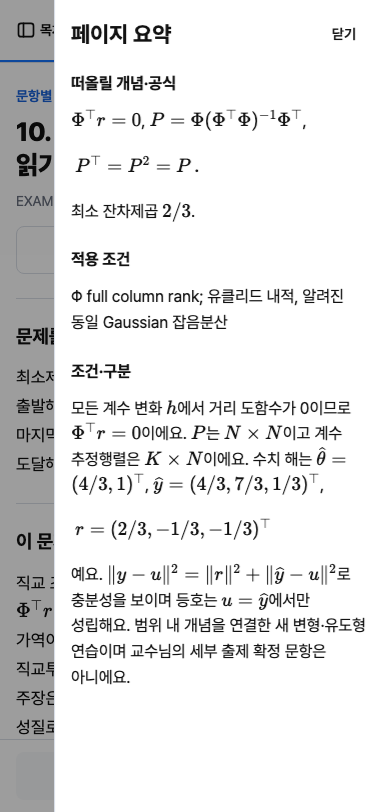 목
페이지 요약
닫기
문항별
10.
읽기
EXAM
문제를
최소제
출발하
마지막
도달해
이 문
직교 조
Φ^⊤r
가역이
직교투
주장은
성질로
떠올릴 개념·공식
Φ^⊤r = 0, P = Φ(Φ^⊤Φ)^{-1}Φ^⊤,
P^⊤ = P^2 = P .
최소 잔차제곱 2/3.
적용 조건
Φ full column rank; 유클리드 내적, 알려진
동일 Gaussian 잡음분산
조건·구분
모든 계수 변화 h에서 거리 도함수가 0이므로
Φ^⊤r = 0이에요. P는 N × N이고 계수
추정행렬은 K × N이에요. 수치 해는 θ̂ =
(4/3, 1)^⊤, ŷ = (4/3, 7/3, 1/3)^⊤,
r = (2/3, −1/3, −1/3)^⊤
예요. ‖y − u‖^2 = ‖r‖^2 + ‖ŷ − u‖^2로
충분성을 보이며 등호는 u = ŷ에서만
성립해요. 범위 내 개념을 연결한 새 변형·유도형
연습이며 교수님의 세부 출제 확정 문항은
아니에요.